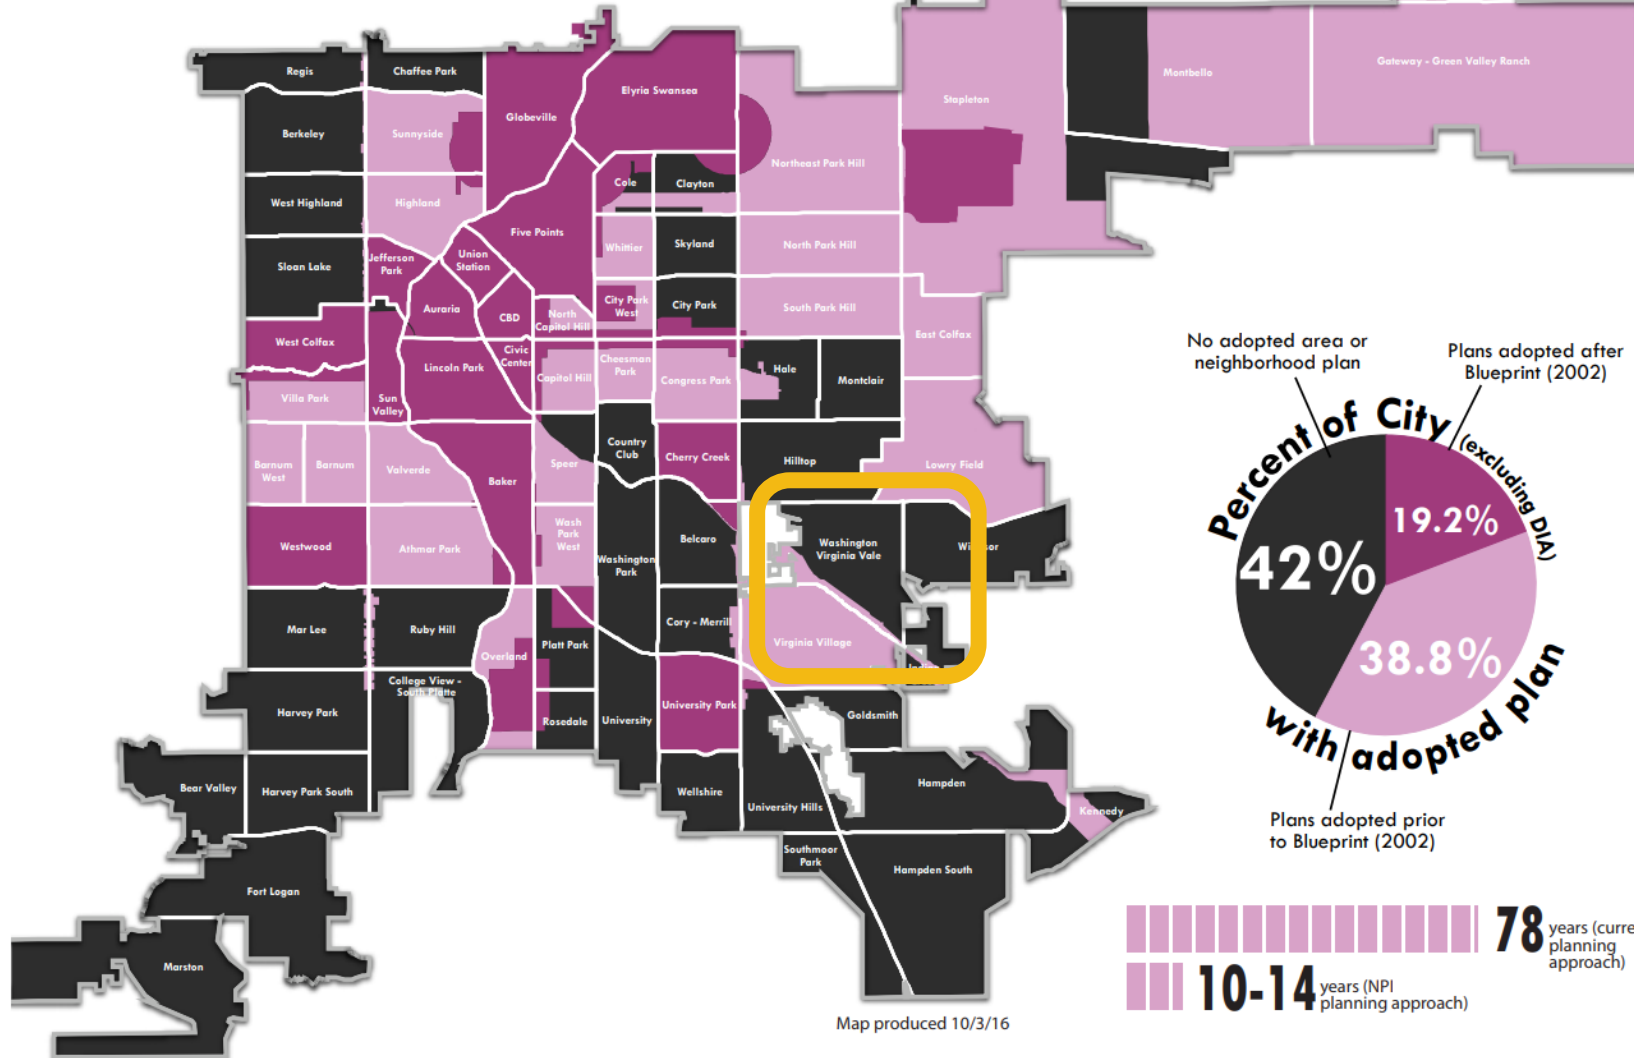 Regis
Chaffee Park
Globeville
Elyria Swansea
Stapleton
Montbello
Gateway - Green Valley Ranch
Berkeley
Sunnyside
Northeast Park Hill
Cole
Clayton
West Highland
Highland
Five Points
Whittier
Skyland
North Park Hill
Sloan Lake
Jefferson
Park
Union
Station
Auraria
CBD
North
Capitol Hill
City Park
West
City Park
South Park Hill
East Colfax
West Colfax
Lincoln Park
Civic
Center
Capitol Hill
Cheesman
Park
Congress Park
Hale
Montclair
Villa Park
Sun
Valley
Barnum
West
Barnum
Valverde
Baker
Speer
Country
Club
Cherry Creek
Hilltop
Lowry Field
Westwood
Athmar Park
Wash
Park
West
Washington
Park
Belcaro
Washington
Virginia Vale
Mar Lee
Ruby Hill
Overland
Platt Park
Cory - Merrill
Virginia Village
College View -
South Platte
Harvey Park
Rosedale
University
University Park
Goldsmith
Bear Valley
Harvey Park South
Wellshire
University Hills
Hampden
Kennedy
Southmoor
Park
Hampden South
Fort Logan
Marston
Map produced 10/3/16
No adopted area or
neighborhood plan
Plans adopted after
Blueprint (2002)
Percent of City (excluding DIA)
19.2%
42%
38.8%
with adopted plan
Plans adopted prior
to Blueprint (2002)
78 years (curre
planning
approach)
10-14 years (NPI
planning approach)